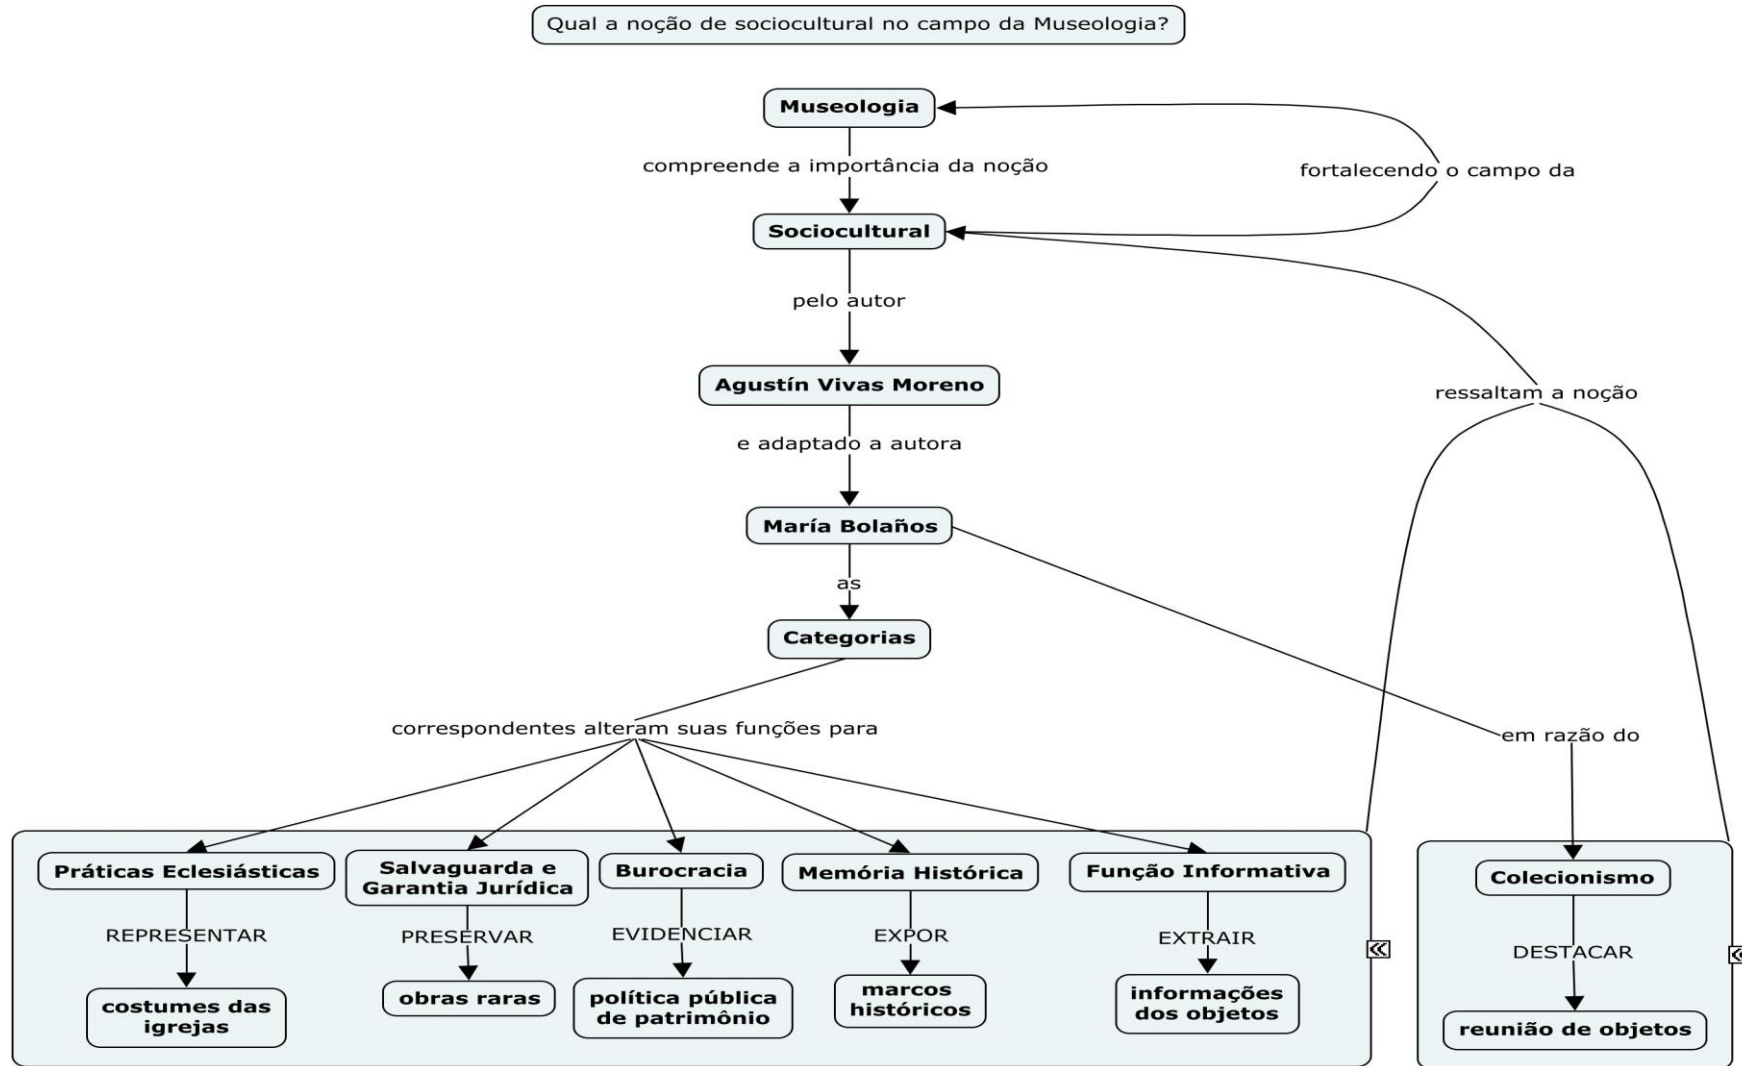 Qual a noção de sociocultural no campo da Museologia?
Museologia
compreende a importância da noção
fortalecendo o campo da
Sociocultural
pelo autor
Agustín Vivas Moreno
ressaltam a noção
e adaptado a autora
María Bolaños
as
Categorias
correspondentes alteram suas funções para
em razão do
Práticas Eclesiásticas
Salvaguarda e
Garantia Jurídica
Burocracia
Memória Histórica
Função Informativa
Colecionismo
REPRESENTAR
PRESERVAR
EVIDENCIAR
EXPOR
EXTRAIR
DESTACAR
costumes das
igrejas
obras raras
política pública
de patrimônio
marcos
históricos
informações
dos objetos
reunião de objetos